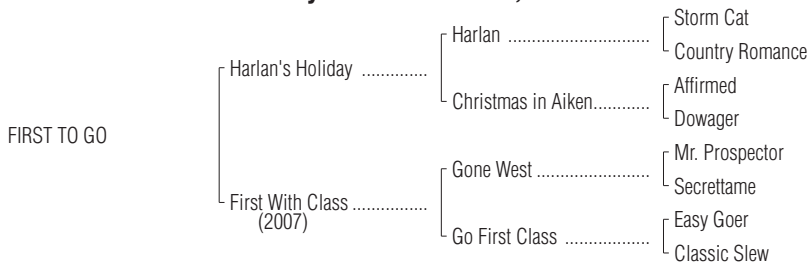 Storm Cat
Harlan ..............................
Country Romance
Harlan's Holiday ..............
Affirmed
Christmas in Aiken............
Dowager
FIRST TO GO
Mr. Prospector
Gone West ........................
Secrettame
First With Class ................
(2007)
Easy Goer
Go First Class ..................
Classic Slew